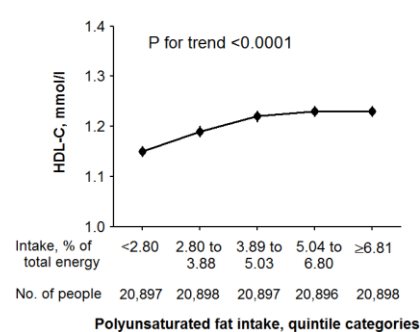 1.4
P for trend <0.0001
1.3
HDL-C, mmol/l
1.2
1.1
1.0
Intake, % of <2.80 2.80 to 3.89 to 5.04 to ≥6.81
total energy 3.88 5.03 6.80
No. of people 20,897 20,898 20,897 20,896 20,898
Polyunsaturated fat intake, quintile categories